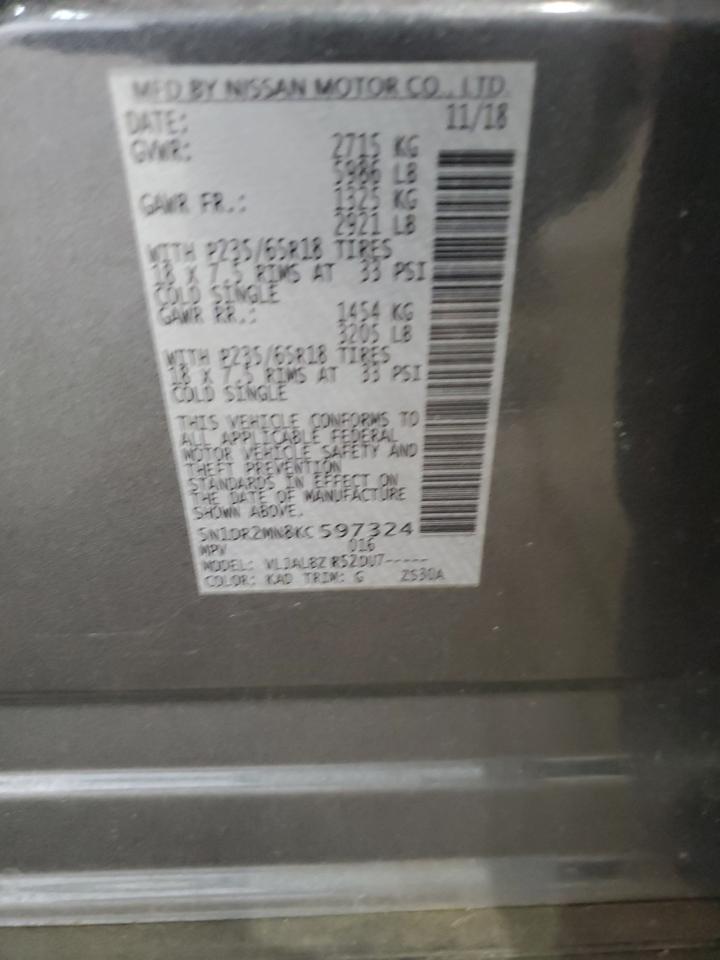 MFD BY NISSAN MOTOR CO., LTD.
DATE: 11/18
GVWR: 2715 KG
5986 LB
GAWR FR.: 1325 KG
2921 LB
WITH P235/65R18 TIRES
18 X 7.5 RIMS AT 33 PSI
COLD SINGLE
GAWR RR.: 1454 KG
3205 LB
WITH P235/65R18 TIRES
18 X 7.5 RIMS AT 33 PSI
COLD SINGLE
THIS VEHICLE CONFORMS TO
ALL APPLICABLE FEDERAL
MOTOR VEHICLE SAFETY AND
THEFT PREVENTION
STANDARDS IN EFFECT ON
THE DATE OF MANUFACTURE
SHOWN ABOVE.
5N1DR2MN8KC597324
MPV 016
MODEL: 
COLOR: KAD TRIM: G ZS30A